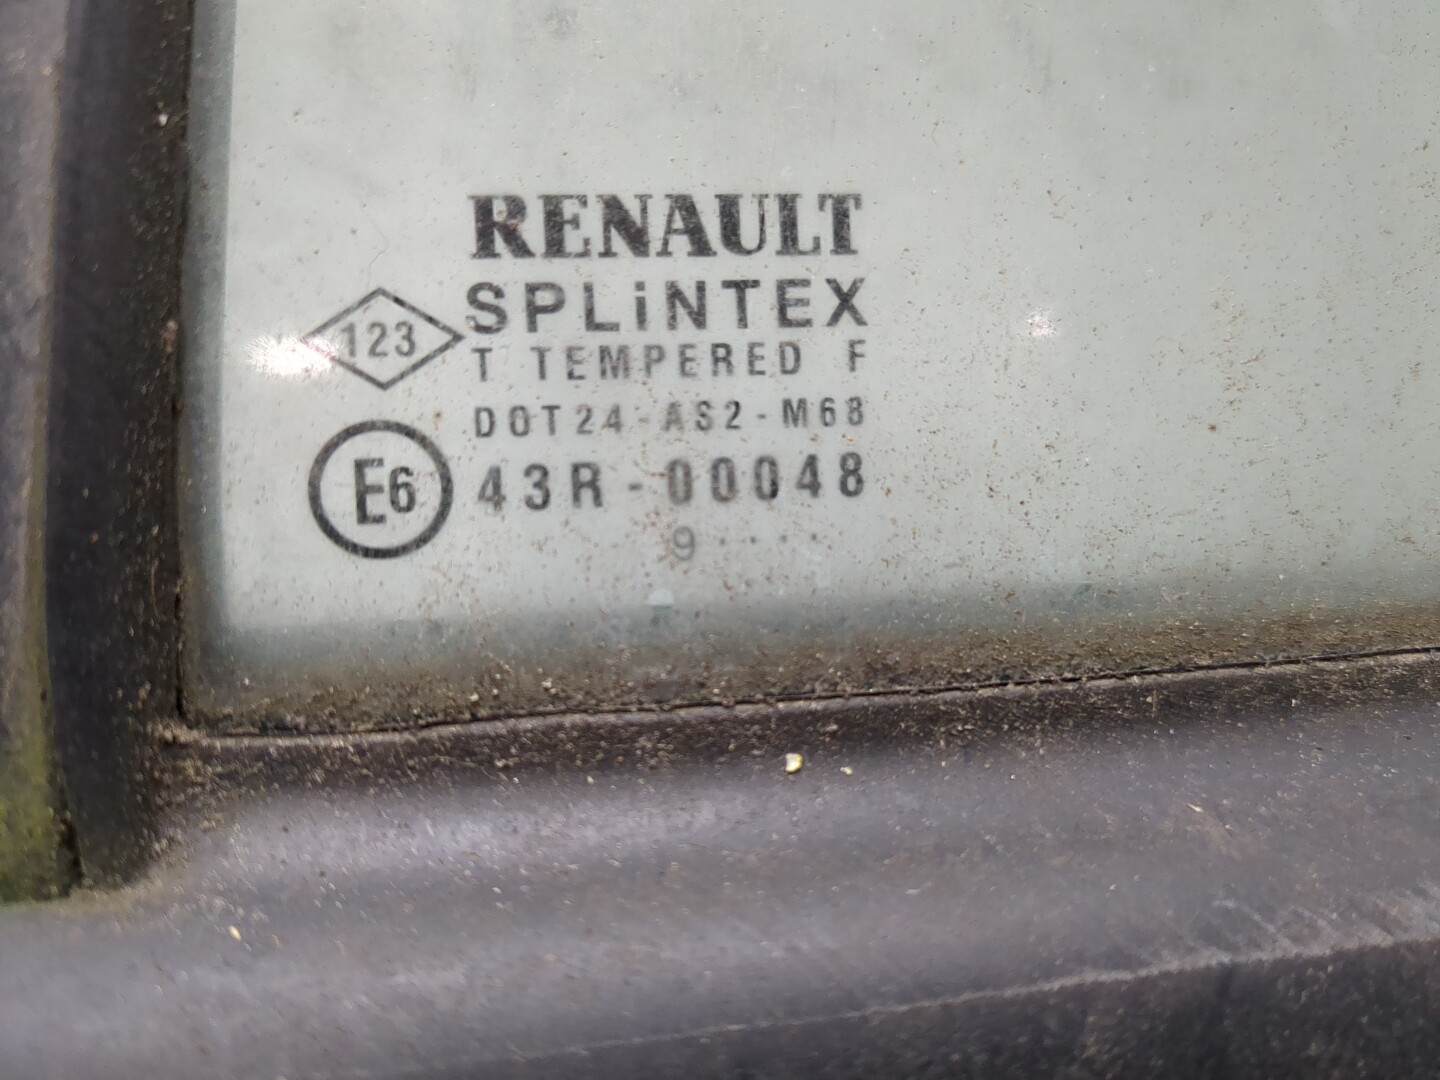 RENAULT
SPLiNTEX
123
T TEMPERED F
DOT24-AS2-M68
E6 43R-00048
9 · · · ·